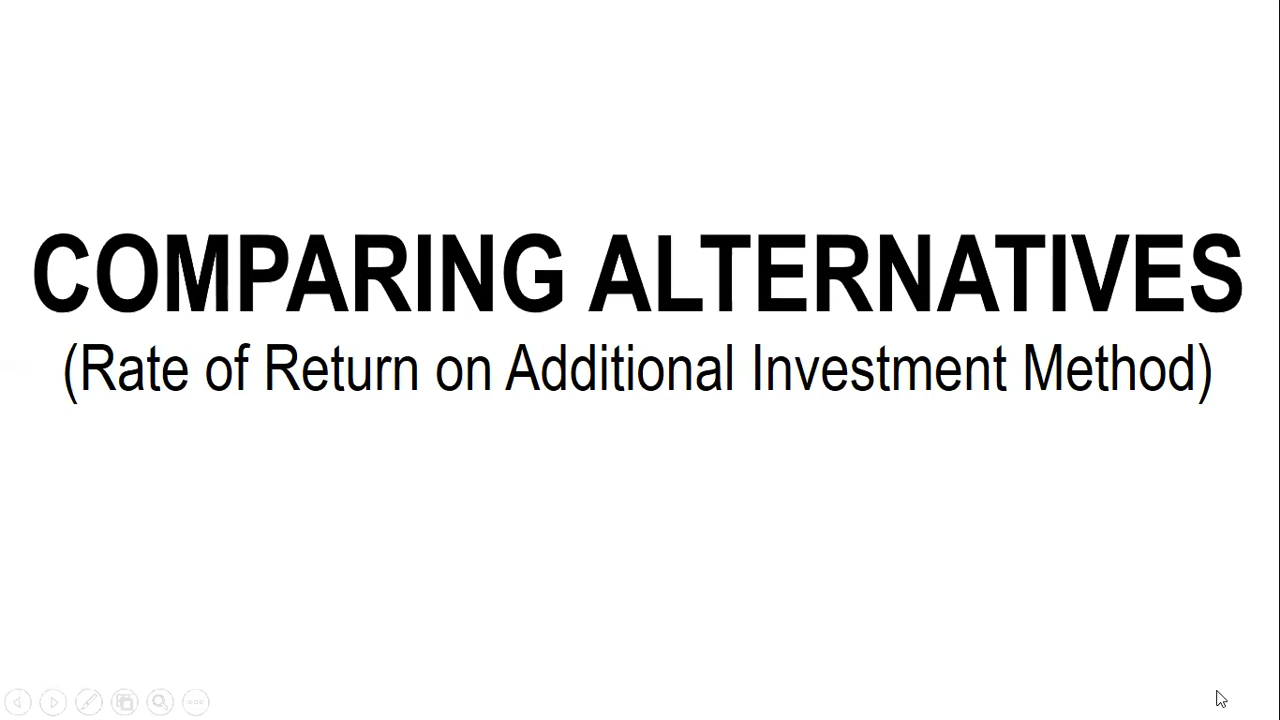 COMPARING ALTERNATIVES
(Rate of Return on Additional Investment Method)